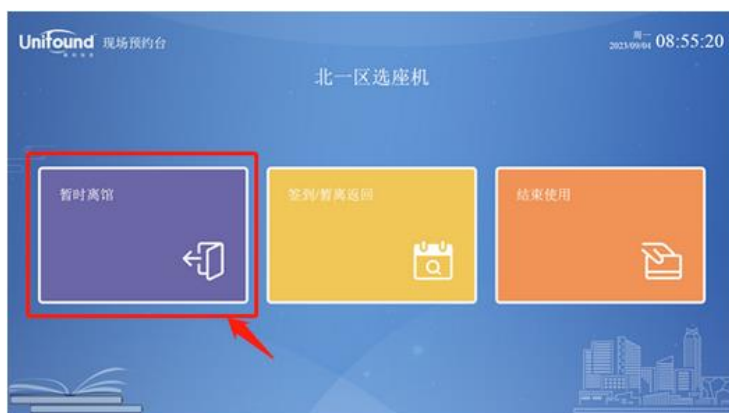 Unifound 现场预约台
周一
2023/09/04 08:55:20
北一区选座机
暂时离馆
签到/暂离返回
结束使用